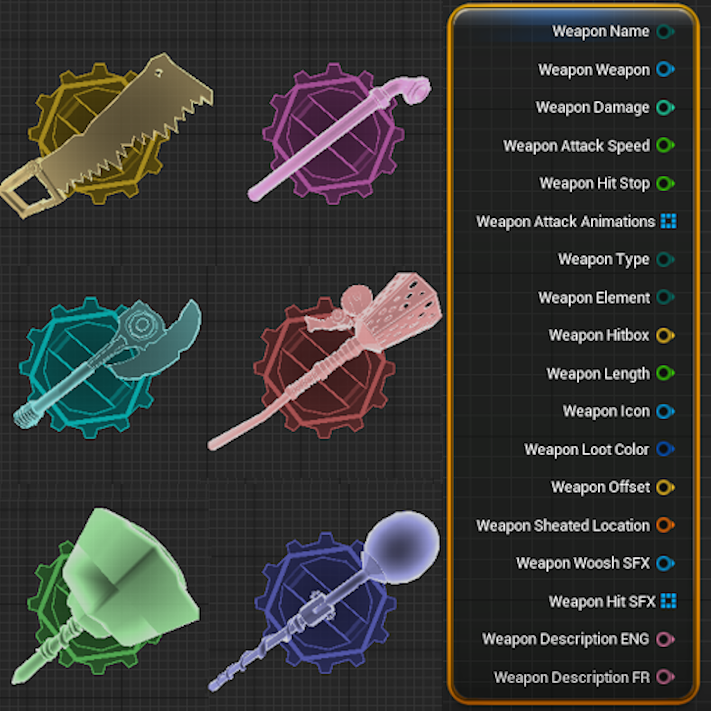 Weapon Name
Weapon Weapon
Weapon Damage
Weapon Attack Speed
Weapon Hit Stop
Weapon Attack Animations
Weapon Type
Weapon Element
Weapon Hitbox
Weapon Length
Weapon Icon
Weapon Loot Color
Weapon Offset
Weapon Sheated Location
Weapon Woosh SFX
Weapon Hit SFX
Weapon Description ENG
Weapon Description FR